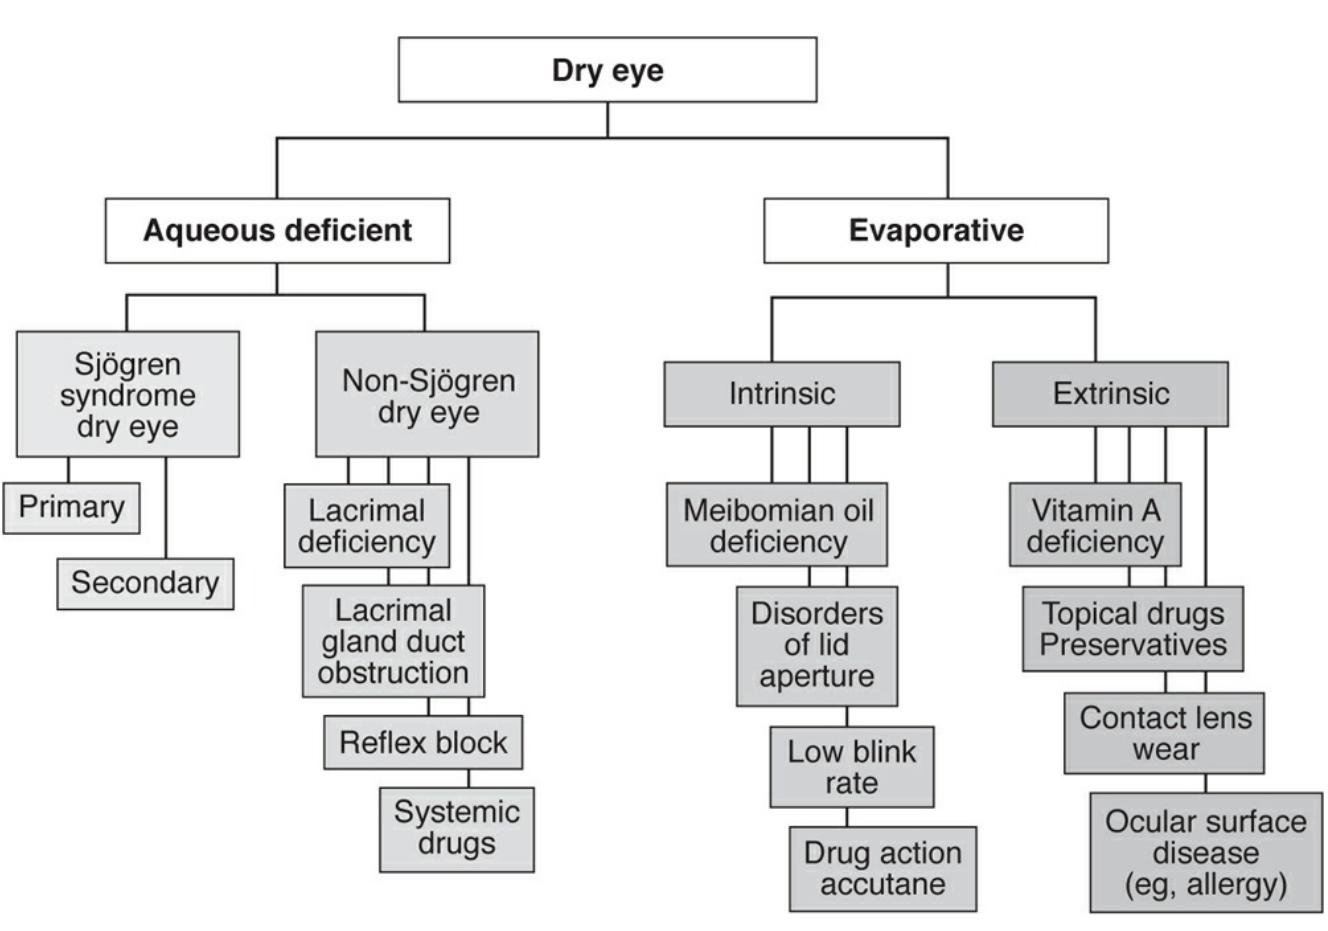 Dry eye
Aqueous deficient
Evaporative
Sjögren
syndrome
dry eye
Non-Sjögren
dry eye
Intrinsic
Extrinsic
Primary
Secondary
Lacrimal
deficiency
Lacrimal
gland duct
obstruction
Reflex block
Systemic
drugs
Meibomian oil
deficiency
Disorders
of lid
aperture
Low blink
rate
Drug action
accutane
Vitamin A
deficiency
Topical drugs
Preservatives
Contact lens
wear
Ocular surface
disease
(eg, allergy)